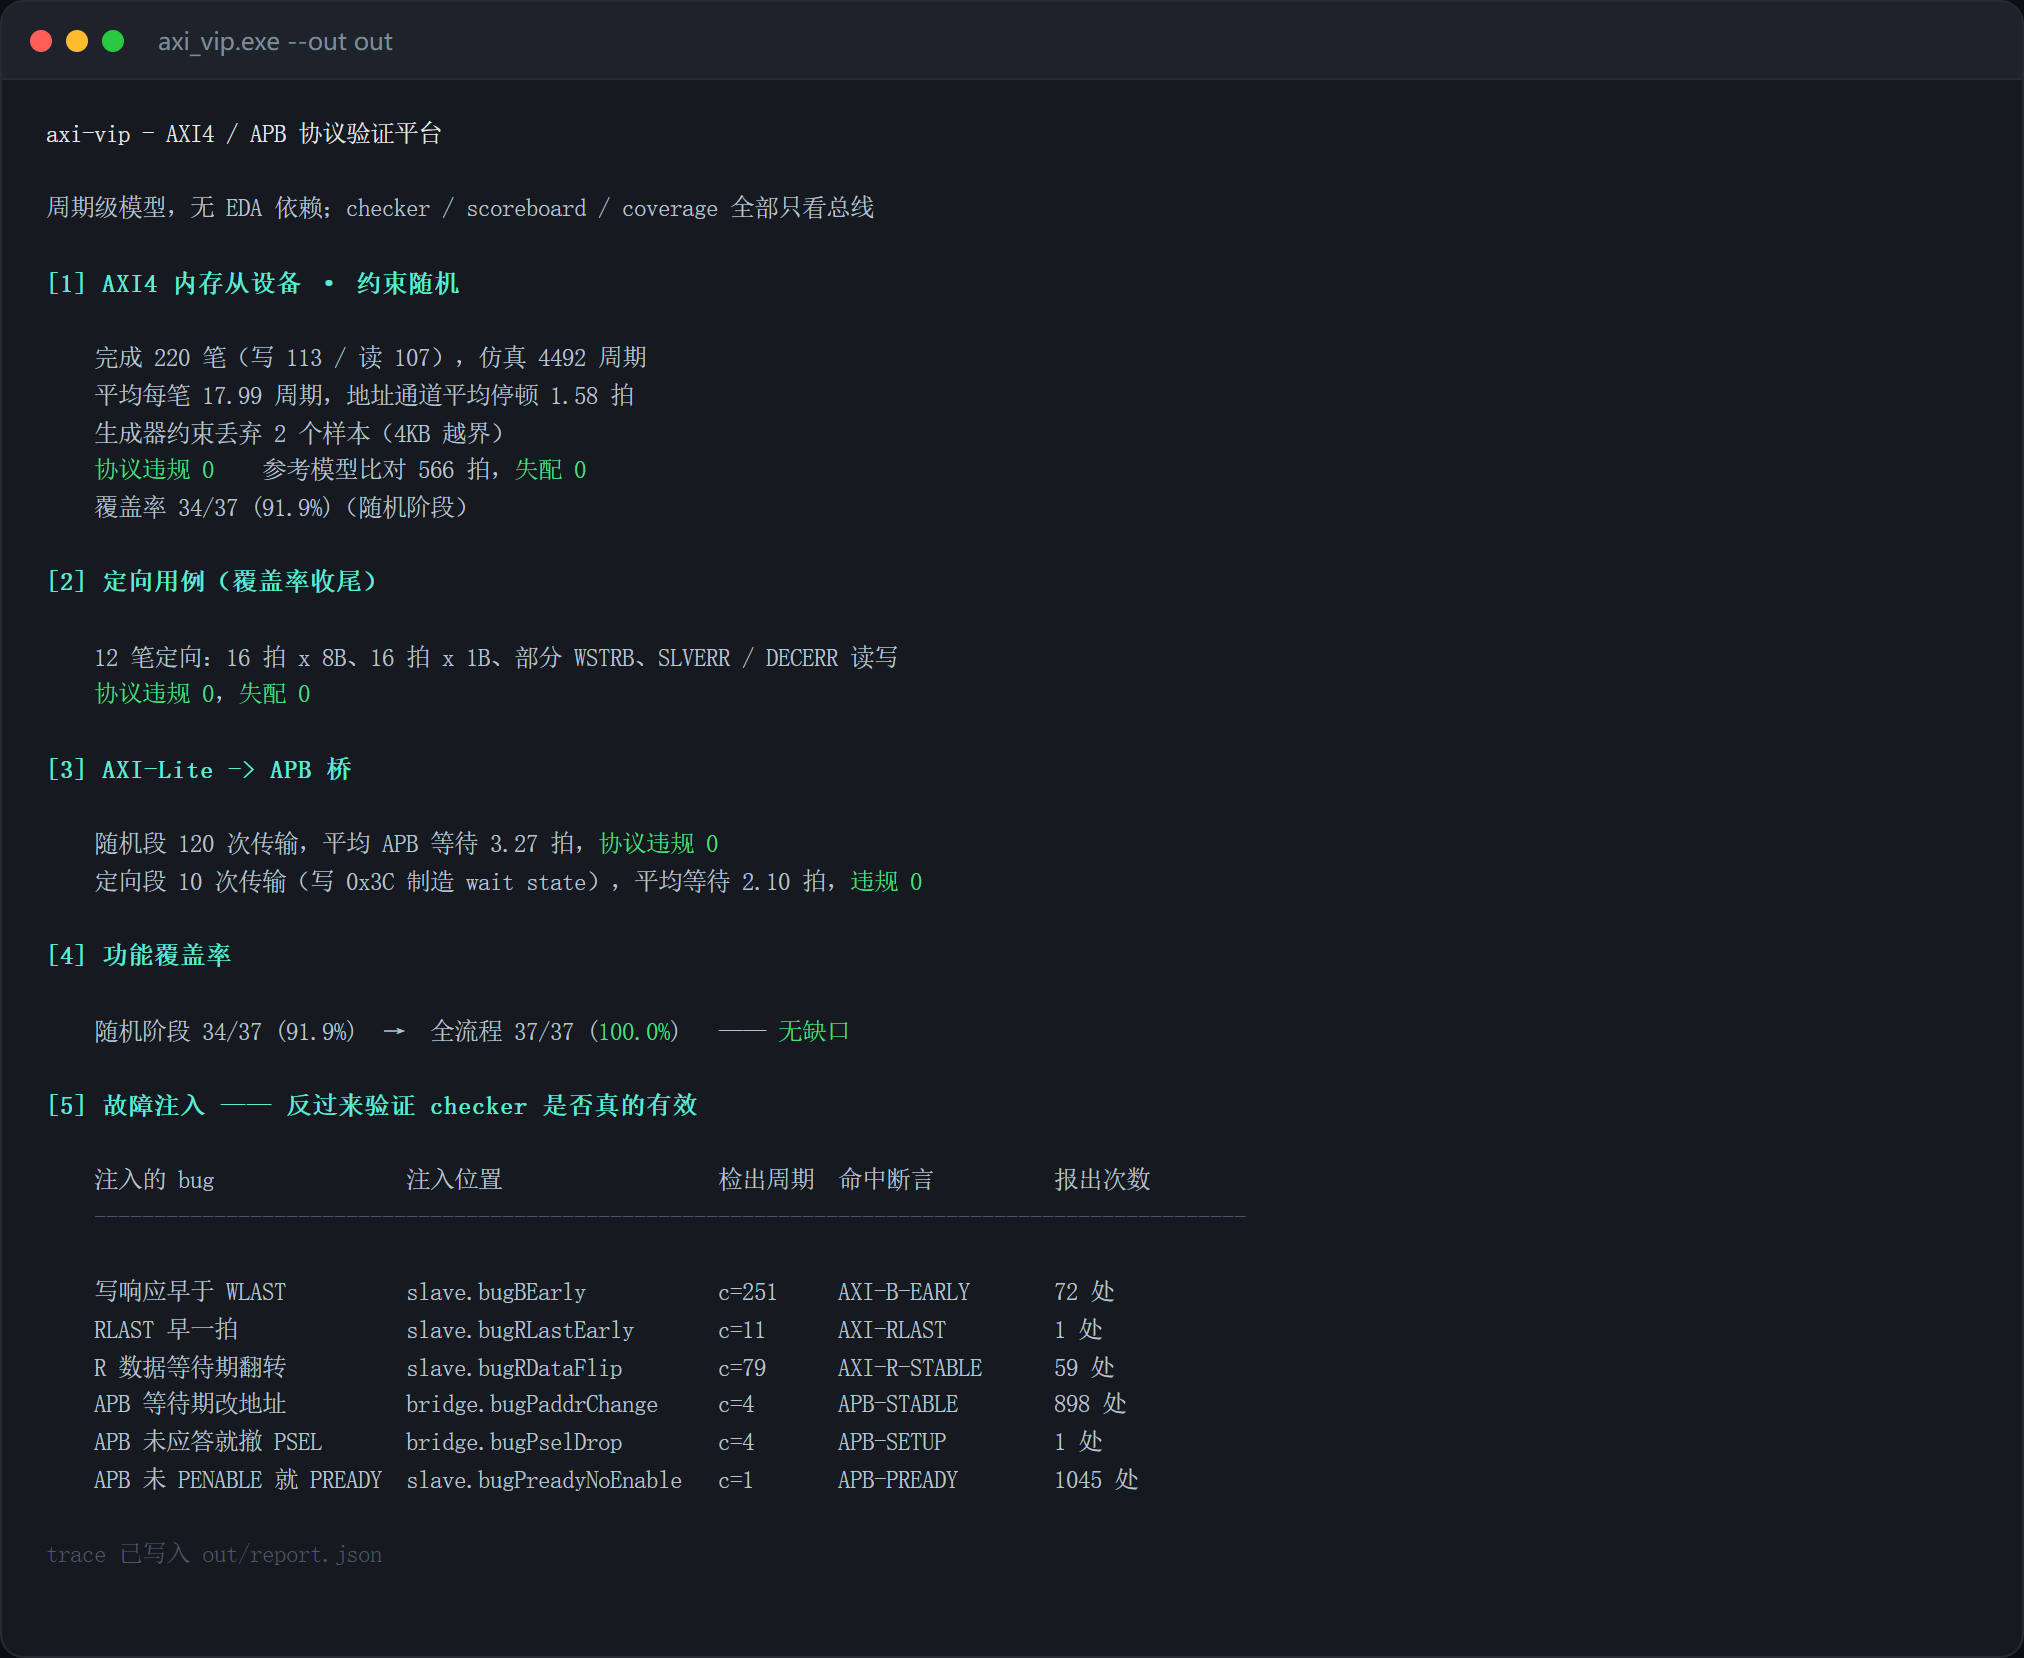 axi_vip.exe --out out
axi-vip - AXI4 / APB 协议验证平台
周期级模型，无 EDA 依赖；checker / scoreboard / coverage 全部只看总线
[1] AXI4 内存从设备 · 约束随机
完成 220 笔（写 113 / 读 107），仿真 4492 周期
平均每笔 17.99 周期，地址通道平均停顿 1.58 拍
生成器约束丢弃 2 个样本（4KB 越界）
协议违规 0    参考模型比对 566 拍，失配 0
覆盖率 34/37 (91.9%)（随机阶段）
[2] 定向用例（覆盖率收尾）
12 笔定向：16 拍 x 8B、16 拍 x 1B、部分 WSTRB、SLVERR / DECERR 读写
协议违规 0，失配 0
[3] AXI-Lite -> APB 桥
随机段 120 次传输，平均 APB 等待 3.27 拍，协议违规 0
定向段 10 次传输（写 0x3C 制造 wait state），平均等待 2.10 拍，违规 0
[4] 功能覆盖率
随机阶段 34/37 (91.9%)  →  全流程 37/37 (100.0%)   —— 无缺口
[5] 故障注入 —— 反过来验证 checker 是否真的有效
注入的 bug    注入位置    检出周期  命中断言    报出次数
------------------------------------------------------------------------------------------------
写响应早于 WLAST    slave.bugBEarly    c=251    AXI-B-EARLY    72 处
RLAST 早一拍    slave.bugRLastEarly    c=11    AXI-RLAST    1 处
R 数据等待期翻转    slave.bugRDataFlip    c=79    AXI-R-STABLE    59 处
APB 等待期改地址    bridge.bugPaddrChange    c=4    APB-STABLE    898 处
APB 未应答就撤 PSEL    bridge.bugPselDrop    c=4    APB-SETUP    1 处
APB 未 PENABLE 就 PREADY    slave.bugPreadyNoEnable    c=1    APB-PREADY    1045 处
trace 已写入 out/report.json